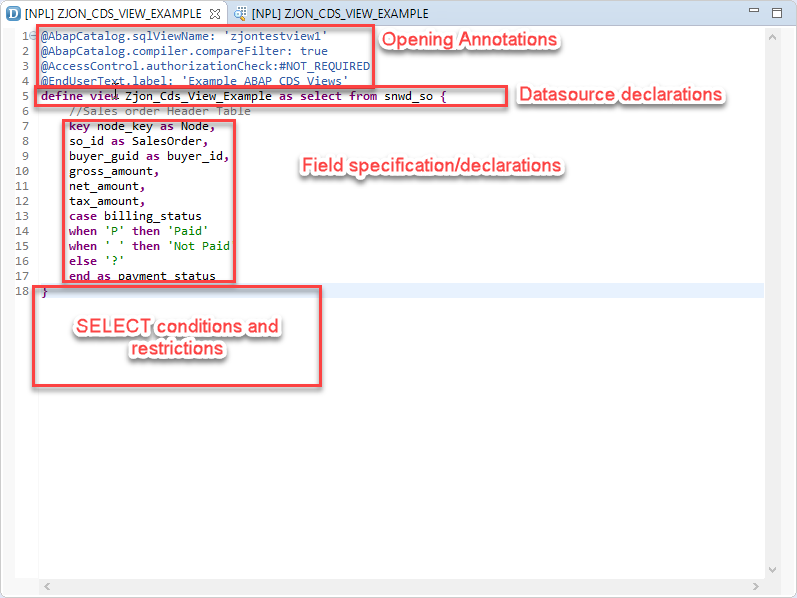 [NPL] ZJON_CDS_VIEW_EXAMPLE [NPL] ZJON_CDS_VIEW_EXAMPLE
1 @AbapCatalog.sqlViewName: 'zjontestview1'
Opening Annotations
2 @AbapCatalog.compiler.compareFilter: true
3 @AccessControl.authorizationCheck:#NOT_REQUIRED
4 @EndUserText.label: 'Example ABAP CDS Views'
5 define view Zjon_Cds_View_Example as select from snwd_so {
Datasource declarations
6 //Sales order Header Table
7 key node_key as Node,
8 so_id as SalesOrder,
9 buyer_guid as buyer_id,
Field specification/declarations
10 gross_amount,
11 net_amount,
12 tax_amount,
13 case billing_status
14 when 'P' then 'Paid'
15 when ' ' then 'Not Paid
16 else '?'
17 end as payment_status
18 }
SELECT conditions and
restrictions